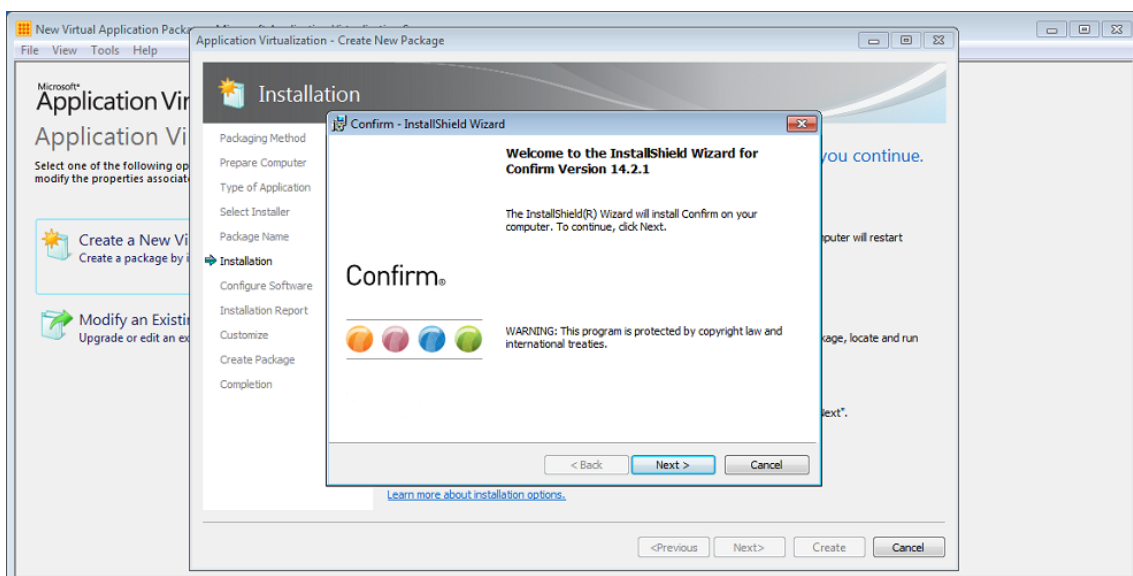 New Virtual Application Packa
File View Tools Help
Microsoft®
Application Vir
Application Vi
Select one of the following op
modify the properties associat
Create a New Vi
Create a package by i
Modify an Existin
Upgrade or edit an ex
Application Virtualization - Create New Package
Installation
Packaging Method
Prepare Computer
Type of Application
Select Installer
Package Name
Installation
Configure Software
Installation Report
Customize
Create Package
Completion
you continue.
mputer will restart
kage, locate and run
Next".
Learn more about installation options.
<Previous Next> Create Cancel
Confirm - InstallShield Wizard
Welcome to the InstallShield Wizard for
Confirm Version 14.2.1
The InstallShield(R) Wizard will install Confirm on your
computer. To continue, click Next.
Confirm®
WARNING: This program is protected by copyright law and
international treaties.
< Back Next > Cancel